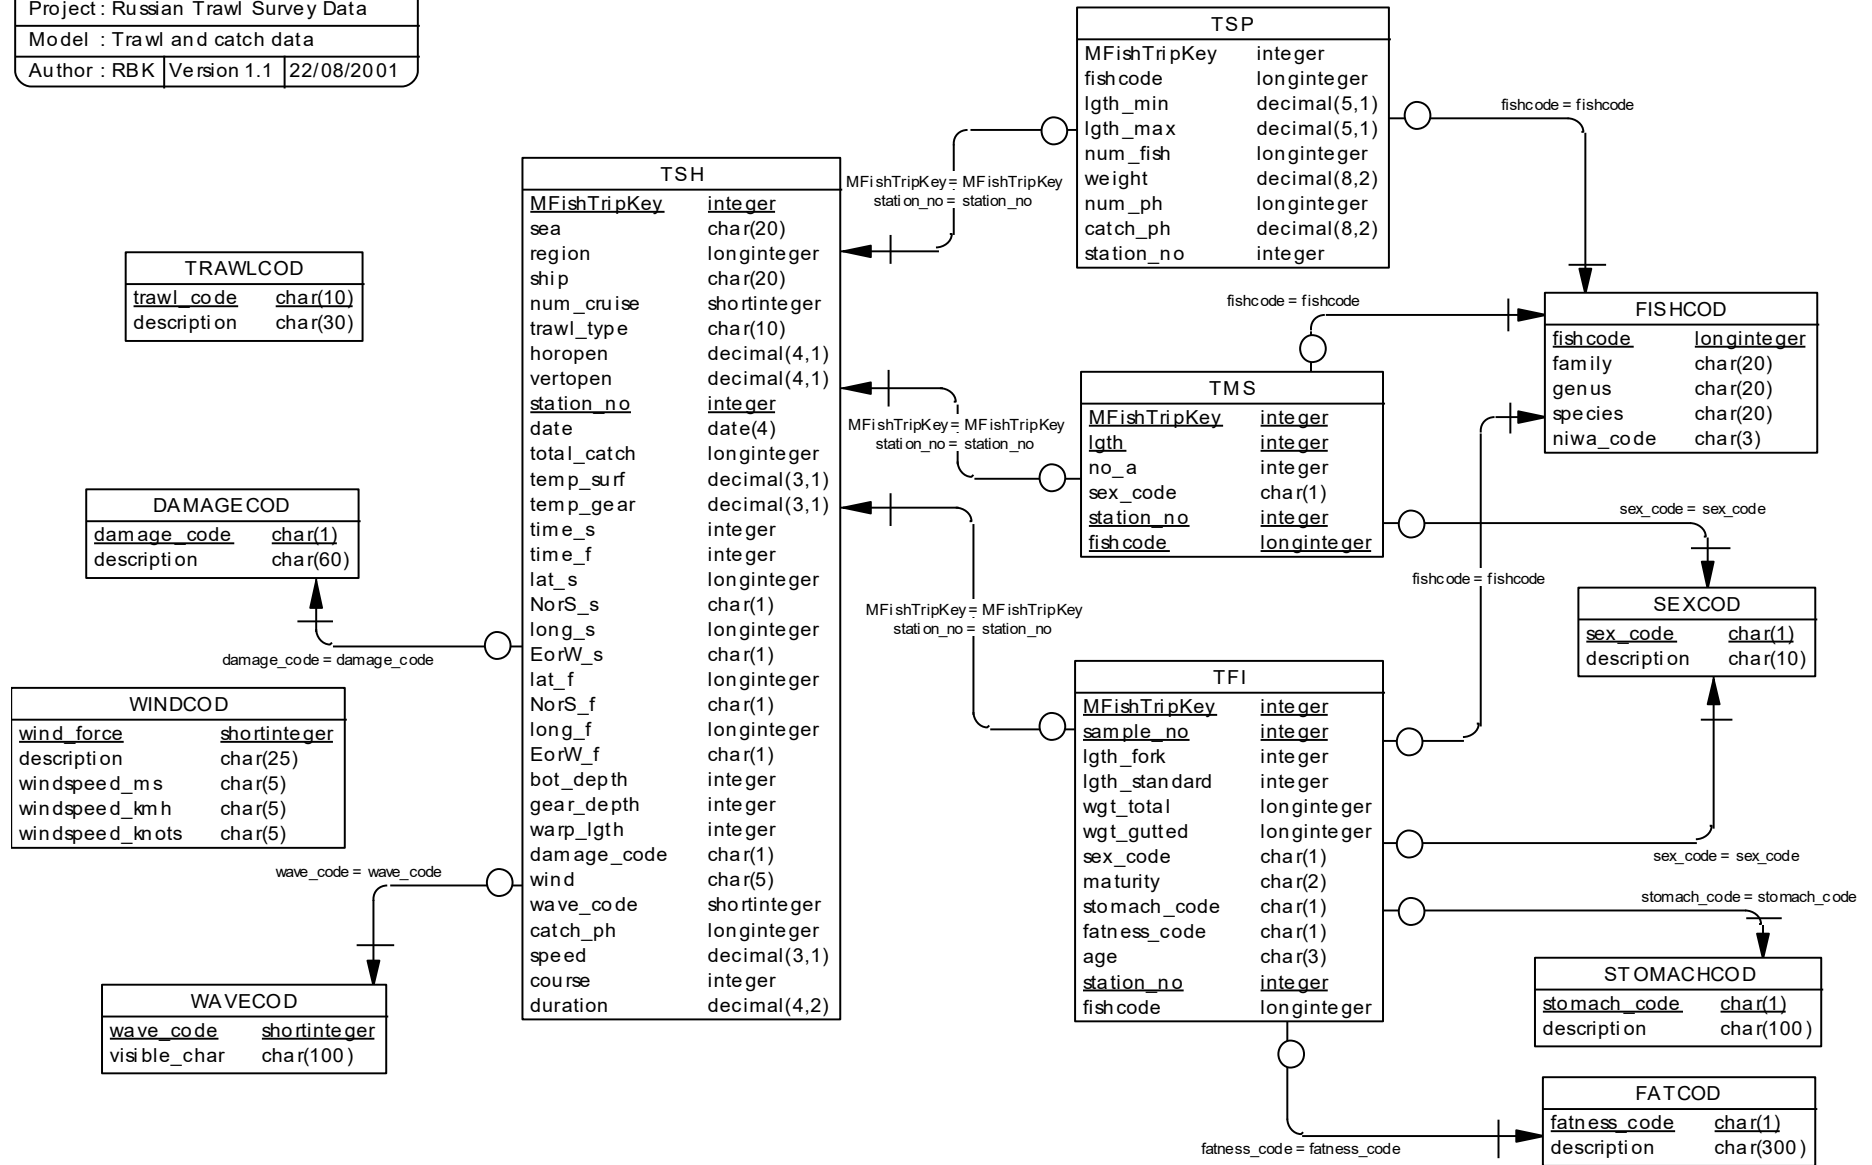 Project : Russian Trawl Survey Data
Model : Trawl and catch data
Author : RBK Version 1.1 22/08/2001
TSP
MFishTripKey integer
fishcode longinteger
lgth_min decimal(5,1)
lgth_max decimal(5,1)
num_fish longinteger
weight decimal(8,2)
num_ph longinteger
catch_ph decimal(8,2)
station_no integer
fishcode = fishcode
MFishTripKey = MFishTripKey
station_no = station_no
TSH
MFishTripKey integer
sea char(20)
region longinteger
ship char(20)
num_cruise shortinteger
trawl_type char(10)
horopen decimal(4,1)
vertopen decimal(4,1)
station_no integer
date date(4)
total_catch longinteger
temp_surf decimal(3,1)
temp_gear decimal(3,1)
time_s integer
time_f integer
lat_s longinteger
NorS_s char(1)
long_s longinteger
EorW_s char(1)
lat_f longinteger
NorS_f char(1)
long_f longinteger
EorW_f char(1)
bot_depth integer
gear_depth integer
warp_lgth integer
damage_code char(1)
wind char(5)
wave_code shortinteger
catch_ph longinteger
speed decimal(3,1)
course integer
duration decimal(4,2)
TRAWLCOD
trawl_code char(10)
description char(30)
FISHCOD
fishcode longinteger
family char(20)
genus char(20)
species char(20)
niwa_code char(3)
fishcode = fishcode
TMS
MFishTripKey integer
lgth integer
no_a integer
sex_code char(1)
station_no integer
fishcode longinteger
MFishTripKey = MFishTripKey
station_no = station_no
DAMAGECOD
damage_code char(1)
description char(60)
damage_code = damage_code
sex_code = sex_code
fishcode = fishcode
SEXCOD
sex_code char(1)
description char(10)
MFishTripKey = MFishTripKey
station_no = station_no
TFI
MFishTripKey integer
sample_no integer
lgth_fork integer
lgth_standard integer
wgt_total longinteger
wgt_gutted longinteger
sex_code char(1)
maturity char(2)
stomach_code char(1)
fatness_code char(1)
age char(3)
station_no integer
fishcode longinteger
WINDCOD
wind_force shortinteger
description char(25)
windspeed_ms char(5)
windspeed_kmh char(5)
windspeed_knots char(5)
wave_code = wave_code
sex_code = sex_code
stomach_code = stomach_code
WAVECOD
wave_code shortinteger
visible_char char(100)
STOMACHCOD
stomach_code char(1)
description char(100)
FATCOD
fatness_code char(1)
description char(300)
fatness_code = fatness_code